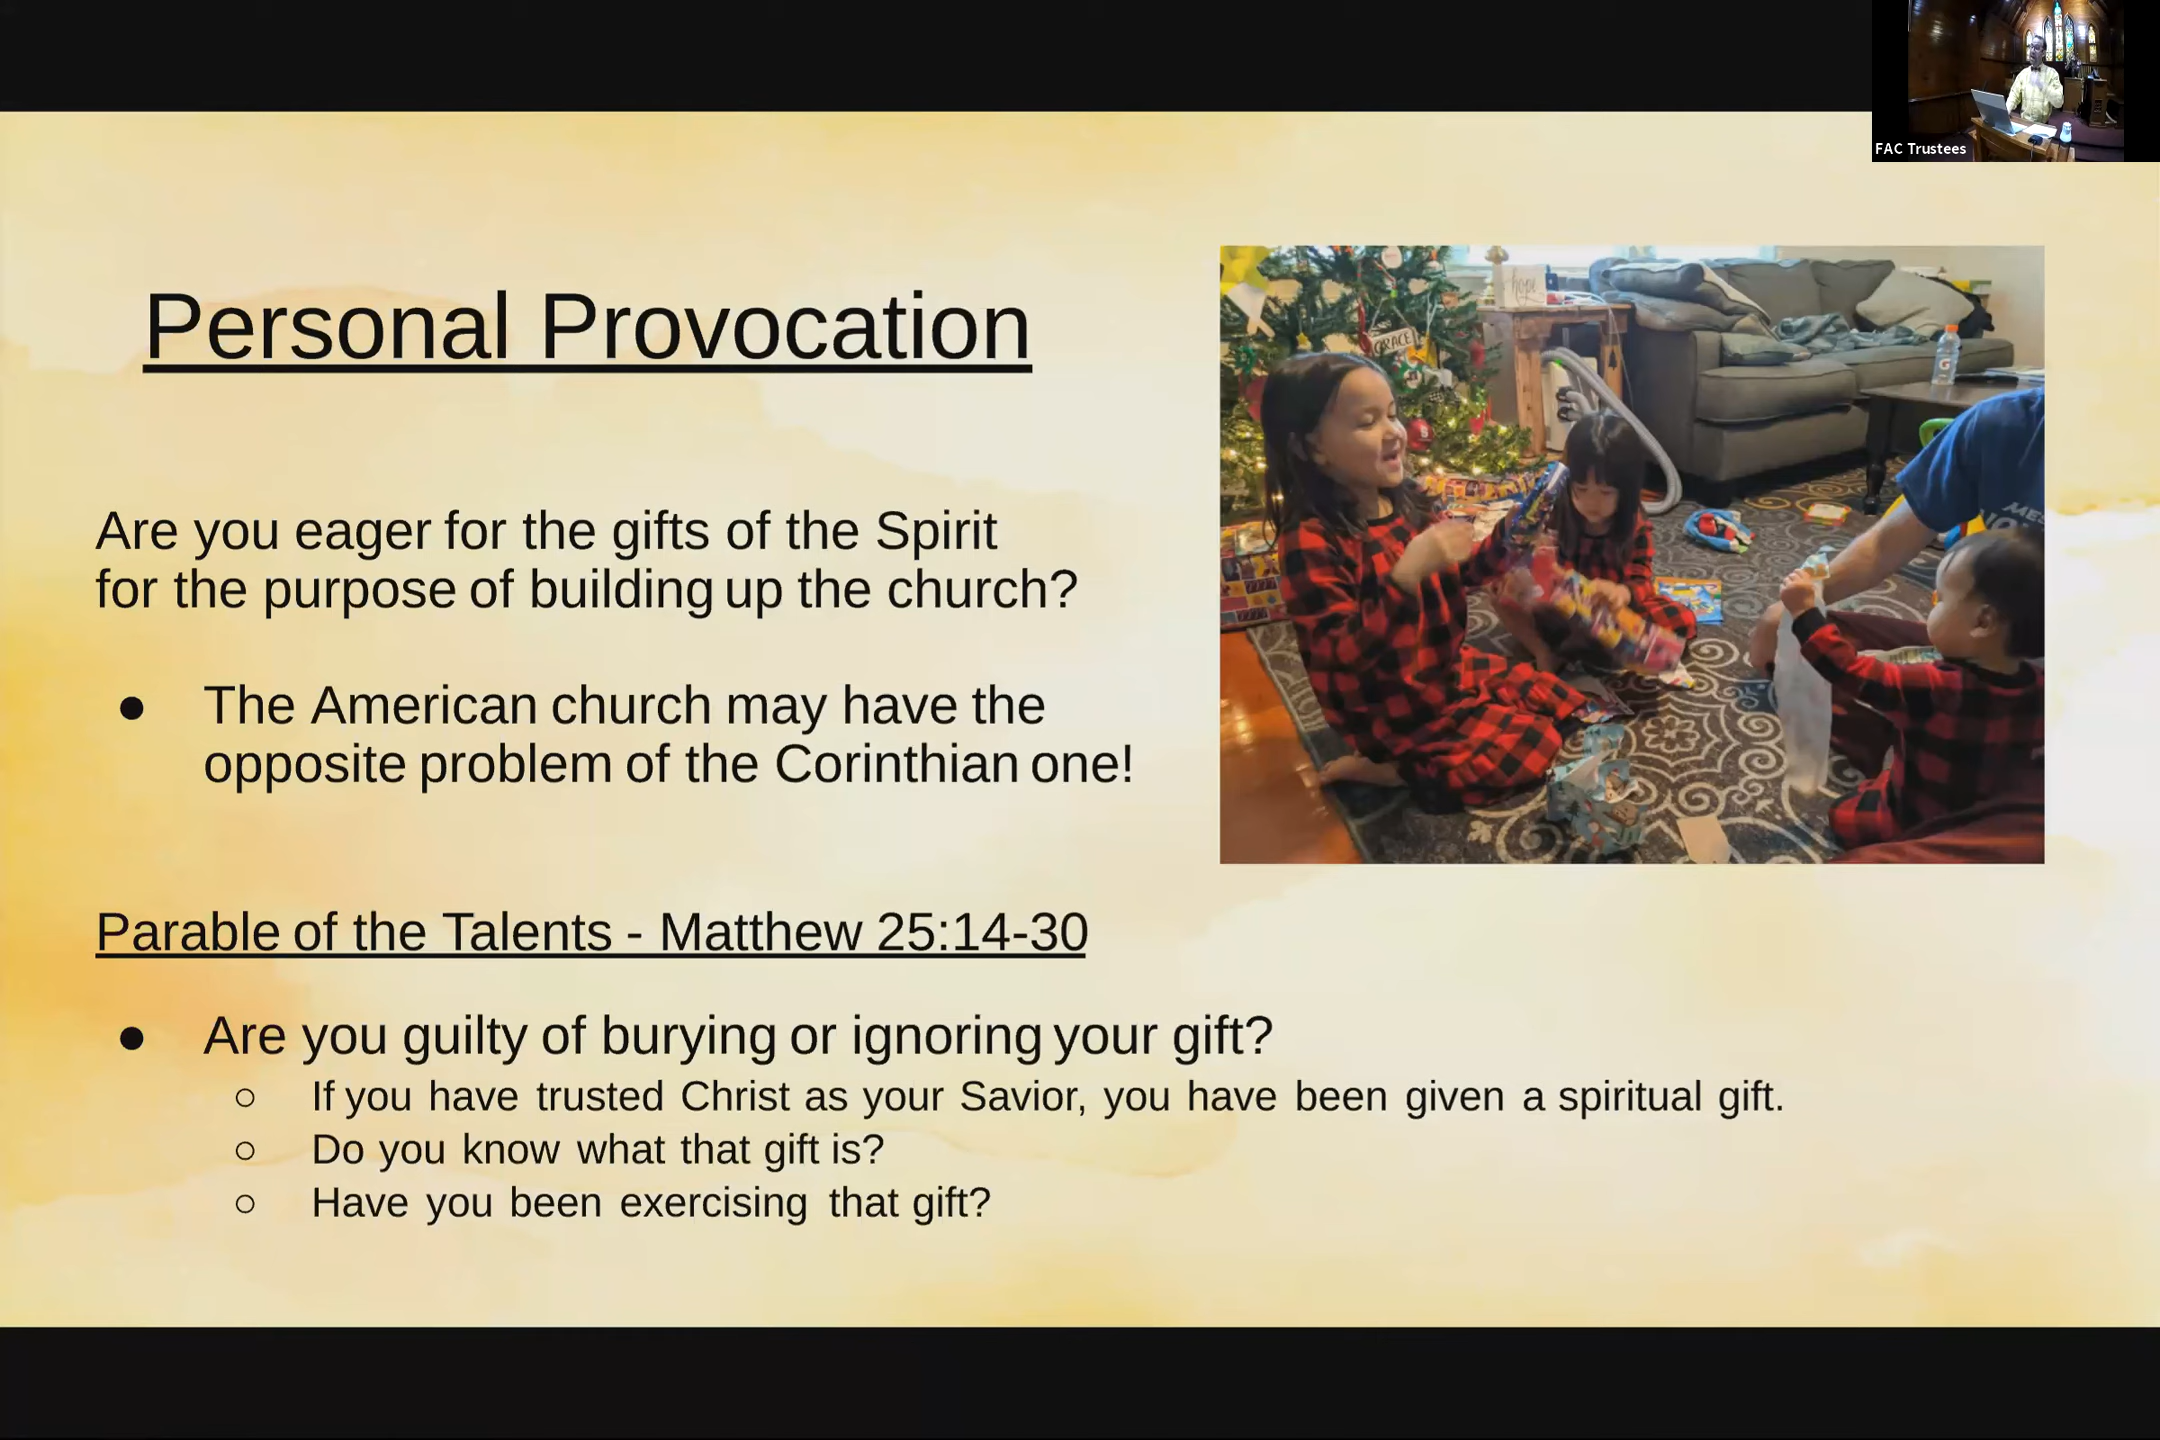 FAC Trustees
Personal Provocation
Are you eager for the gifts of the Spirit
for the purpose of building up the church?
● The American church may have the
opposite problem of the Corinthian one!
Parable of the Talents - Matthew 25:14-30
● Are you guilty of burying or ignoring your gift?
○ If you have trusted Christ as your Savior, you have been given a spiritual gift.
○ Do you know what that gift is?
○ Have you been exercising that gift?
hope
GRACE
G